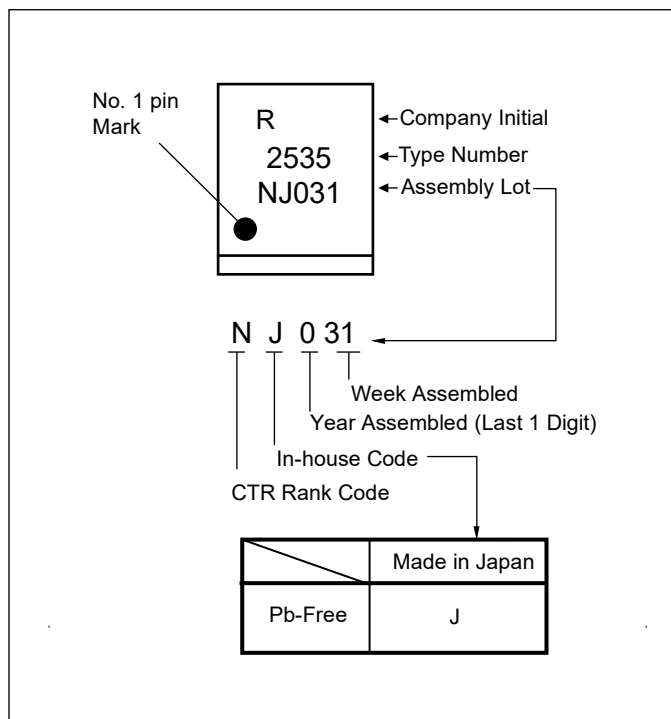 No. 1 pin
Mark
R
2535
NJ031
Company Initial
Type Number
Assembly Lot
N J 0 31
Week Assembled
Year Assembled (Last 1 Digit)
In-house Code
CTR Rank Code
Made in Japan
Pb-Free J